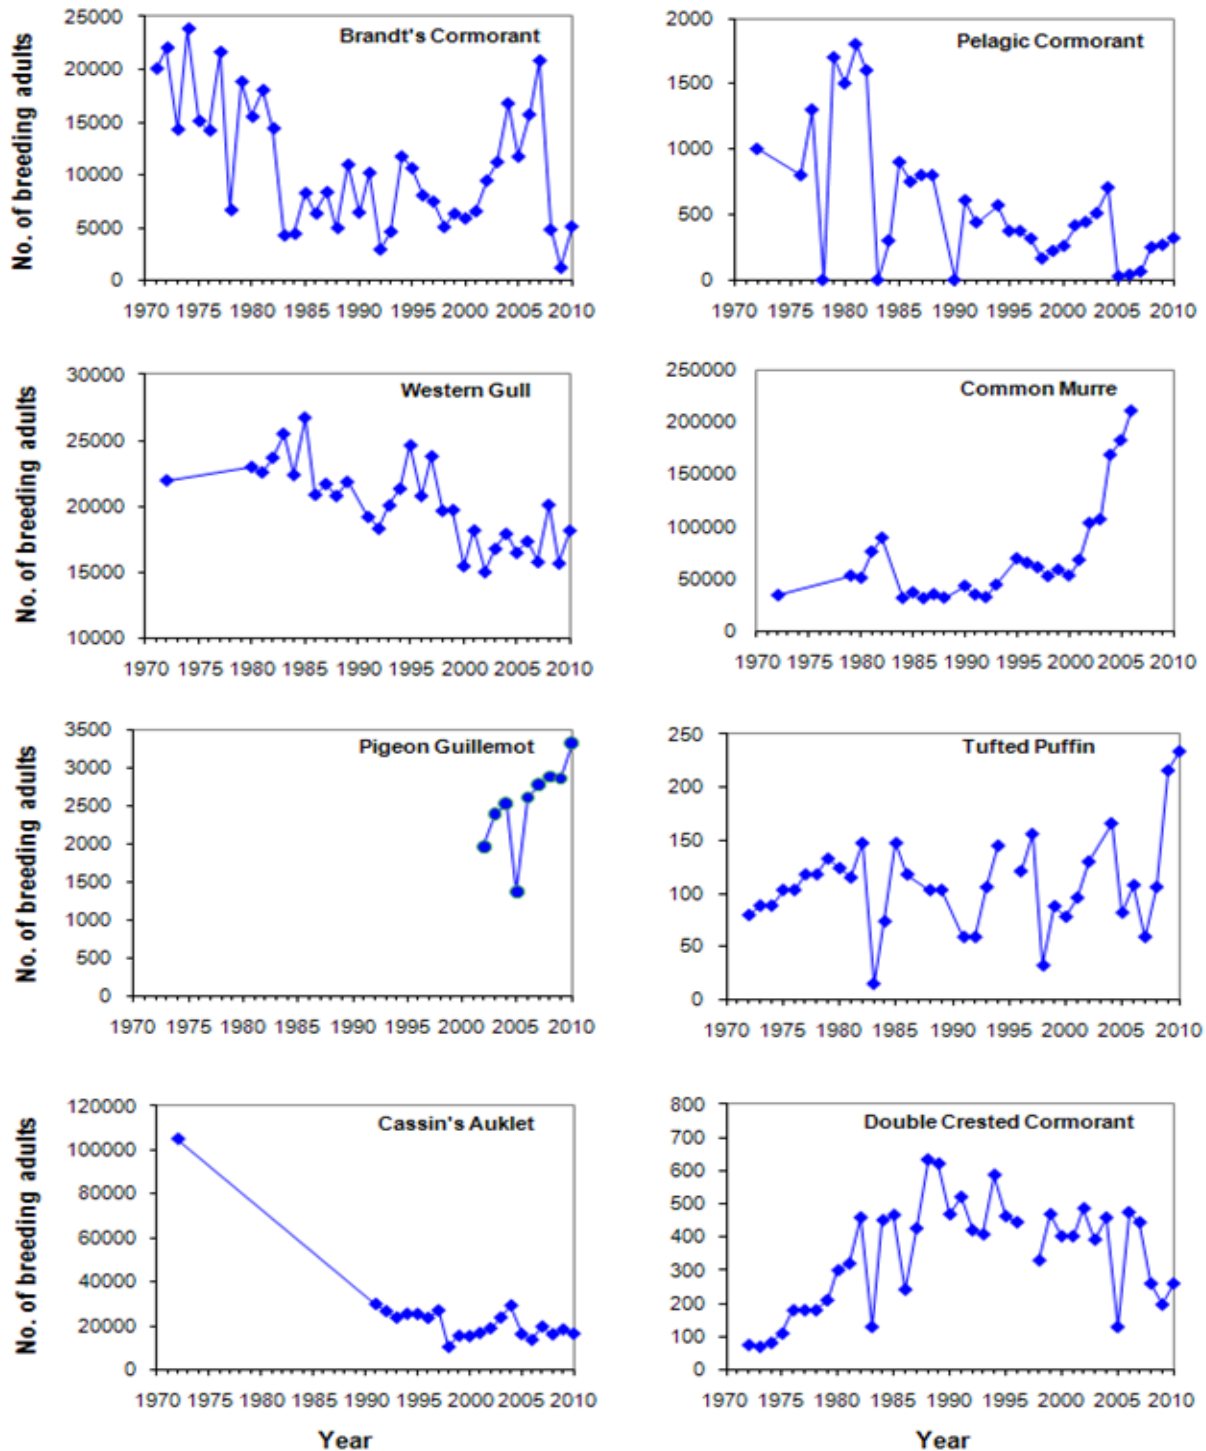 No. of breeding adults
25000
20000
15000
10000
5000
0
Brandt's Cormorant
1970 1975 1980 1985 1990 1995 2000 2005 2010
2000
1500
1000
500
0
Pelagic Cormorant
1970 1975 1980 1985 1990 1995 2000 2005 2010
No. of breeding adults
30000
25000
20000
15000
10000
Western Gull
1970 1975 1980 1985 1990 1995 2000 2005 2010
250000
200000
150000
100000
50000
0
Common Murre
1970 1975 1980 1985 1990 1995 2000 2005 2010
No. of breeding adults
3500
3000
2500
2000
1500
1000
500
0
Pigeon Guillemot
1970 1975 1980 1985 1990 1995 2000 2005 2010
250
200
150
100
50
0
Tufted Puffin
1970 1975 1980 1985 1990 1995 2000 2005 2010
No. of breeding adults
120000
100000
80000
60000
40000
20000
0
Cassin's Auklet
1970 1975 1980 1985 1990 1995 2000 2005 2010
Year
800
700
600
500
400
300
200
100
0
Double Crested Cormorant
1970 1975 1980 1985 1990 1995 2000 2005 2010
Year